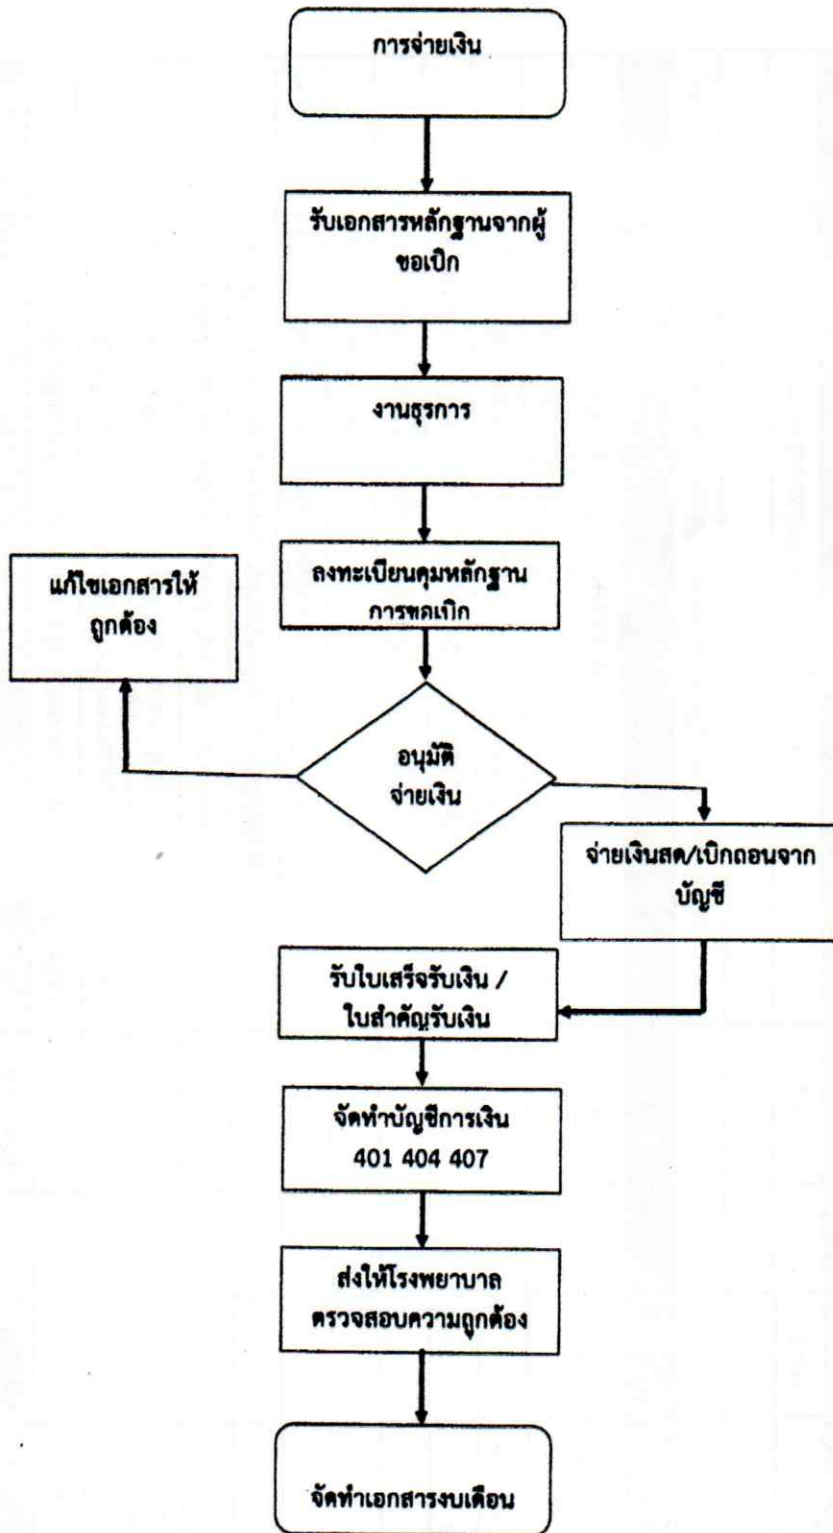 การจ่ายเงิน
รับเอกสารหลักฐานจากผู้
ขอเบิก
งานธุรการ
ลงทะเบียนคุมหลักฐาน
การขอเบิก
แก้ไขเอกสารให้
ถูกต้อง
อนุมัติ
จ่ายเงิน
จ่ายเงินสด/เบิกถอนจาก
บัญชี
รับใบเสร็จรับเงิน /
ใบสำคัญรับเงิน
จัดทำบัญชีการเงิน
401 404 407
ส่งให้โรงพยาบาล
ตรวจสอบความถูกต้อง
จัดทำเอกสารงบเดือน